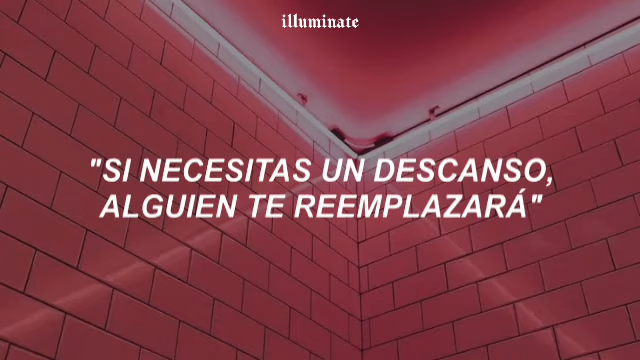 illuminate
"SI NECESITAS UN DESCANSO,
ALGUIEN TE REEMPLAZARÁ"